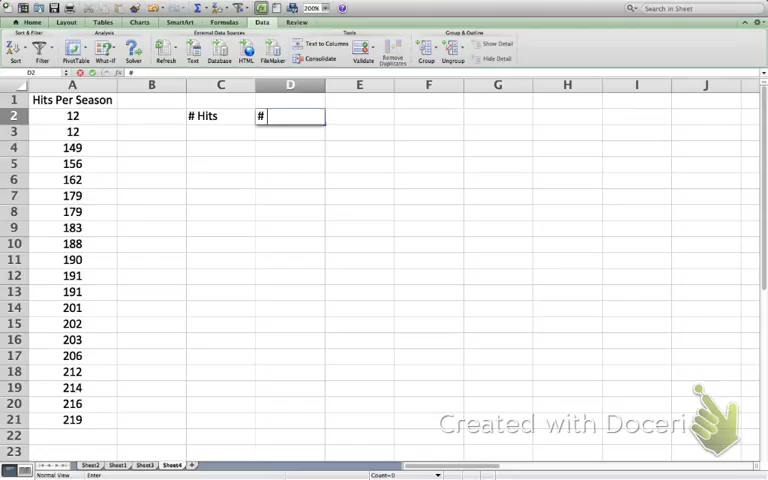 200%
Search in Sheet
Home Layout Tables Charts SmartArt Formulas Data Review
Sort & Filter Analysis External Data Sources Tools Group & Outline
Sort Filter PivotTable What-If Solver Refresh Text Database HTML FileMaker Text to Columns Consolidate Validate Remove Duplicates Group Ungroup Show Detail Hide Detail
D2 fx #
A B C D E F G H I J
1 Hits Per Season
2 12 # Hits #
3 12
4 149
5 156
6 162
7 179
8 179
9 183
10 188
11 190
12 191
13 191
14 201
15 202
16 203
17 206
18 212
19 214
20 216
21 219
22
23
Created with Doceri
Sheet2 Sheet1 Sheet3 Sheet4
Normal View Enter Count=0